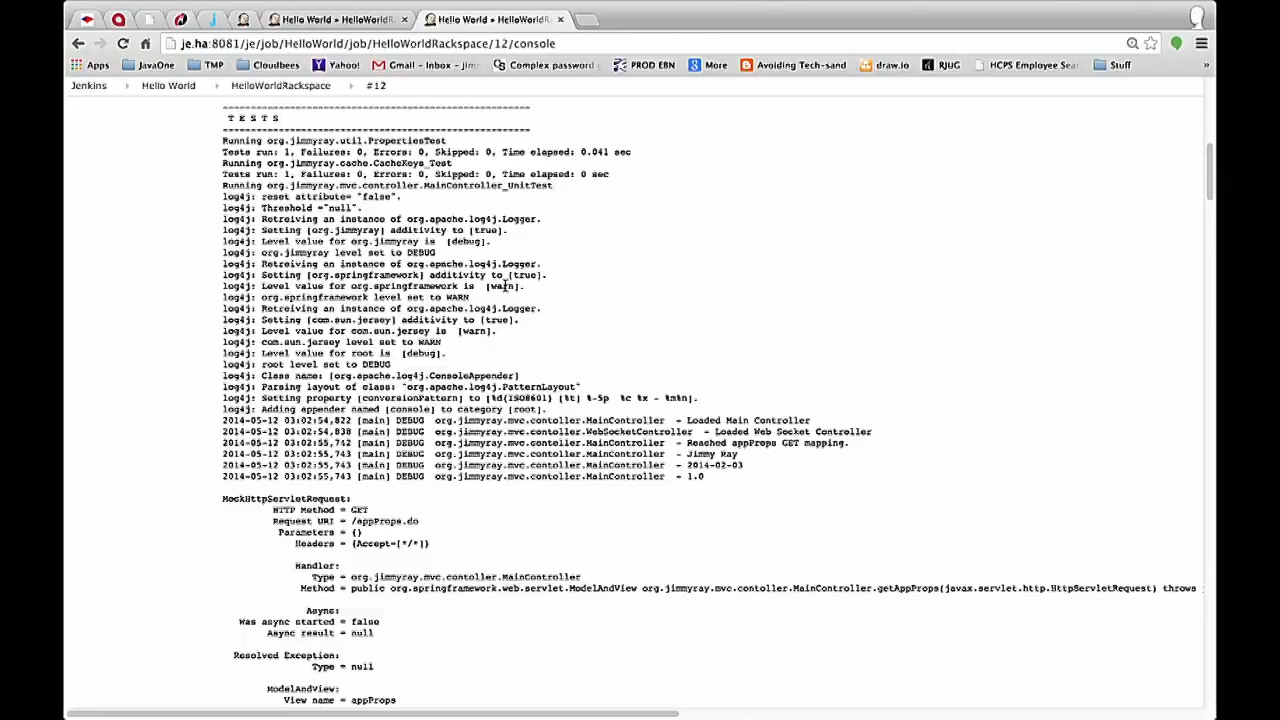 Hello World » HelloWorldR
Hello World » HelloWorldR
je.ha:8081/je/job/HelloWorld/job/HelloWorldRackspace/12/console
Apps JavaOne TMP Cloudbees Yahoo! Gmail - Inbox - jim Complex password PROD EBN More Avoiding Tech-sand draw.io RJUG HCPS Employee Sea Stuff »
Jenkins Hello World HelloWorldRackspace #12
-------------------------------------------------------
T E S T S
-------------------------------------------------------
Running org.jimmyray.util.PropertiesTest
Tests run: 1, Failures: 0, Errors: 0, Skipped: 0, Time elapsed: 0.041 sec
Running org.jimmyray.cache.CacheKeys_Test
Tests run: 1, Failures: 0, Errors: 0, Skipped: 0, Time elapsed: 0 sec
Running org.jimmyray.mvc.controller.MainController_UnitTest
log4j: reset attribute= "false".
log4j: Threshold ="null".
log4j: Retreiving an instance of org.apache.log4j.Logger.
log4j: Setting [org.jimmyray] additivity to [true].
log4j: Level value for org.jimmyray is [debug].
log4j: org.jimmyray level set to DEBUG
log4j: Retreiving an instance of org.apache.log4j.Logger.
log4j: Setting [org.springframework] additivity to [true].
log4j: Level value for org.springframework is [warn].
log4j: org.springframework level set to WARN
log4j: Retreiving an instance of org.apache.log4j.Logger.
log4j: Setting [com.sun.jersey] additivity to [true].
log4j: Level value for com.sun.jersey is [warn].
log4j: com.sun.jersey level set to WARN
log4j: Level value for root is [debug].
log4j: root level set to DEBUG
log4j: Class name: [org.apache.log4j.ConsoleAppender]
log4j: Parsing layout of class: "org.apache.log4j.PatternLayout"
log4j: Setting property [conversionPattern] to [%d{ISO8601} [%t] %-5p %c %x - %m%n].
log4j: Adding appender named [console] to category [root].
2014-05-12 03:02:54,822 [main] DEBUG org.jimmyray.mvc.contoller.MainController - Loaded Main Controller
2014-05-12 03:02:54,838 [main] DEBUG org.jimmyray.mvc.contoller.WebSocketController - Loaded Web Socket Controller
2014-05-12 03:02:55,742 [main] DEBUG org.jimmyray.mvc.contoller.MainController - Reached appProps GET mapping.
2014-05-12 03:02:55,743 [main] DEBUG org.jimmyray.mvc.contoller.MainController - Jimmy Ray
2014-05-12 03:02:55,743 [main] DEBUG org.jimmyray.mvc.contoller.MainController - 2014-02-03
2014-05-12 03:02:55,743 [main] DEBUG org.jimmyray.mvc.contoller.MainController - 1.0
MockHttpServletRequest:
HTTP Method = GET
Request URI = /appProps.do
Parameters = {}
Headers = {Accept=[*/*]}
Handler:
Type = org.jimmyray.mvc.contoller.MainController
Method = public org.springframework.web.servlet.ModelAndView org.jimmyray.mvc.contoller.MainController.getAppProps(javax.servlet.http.HttpServletRequest) throws
Async:
Was async started = false
Async result = null
Resolved Exception:
Type = null
ModelAndView:
View name = appProps